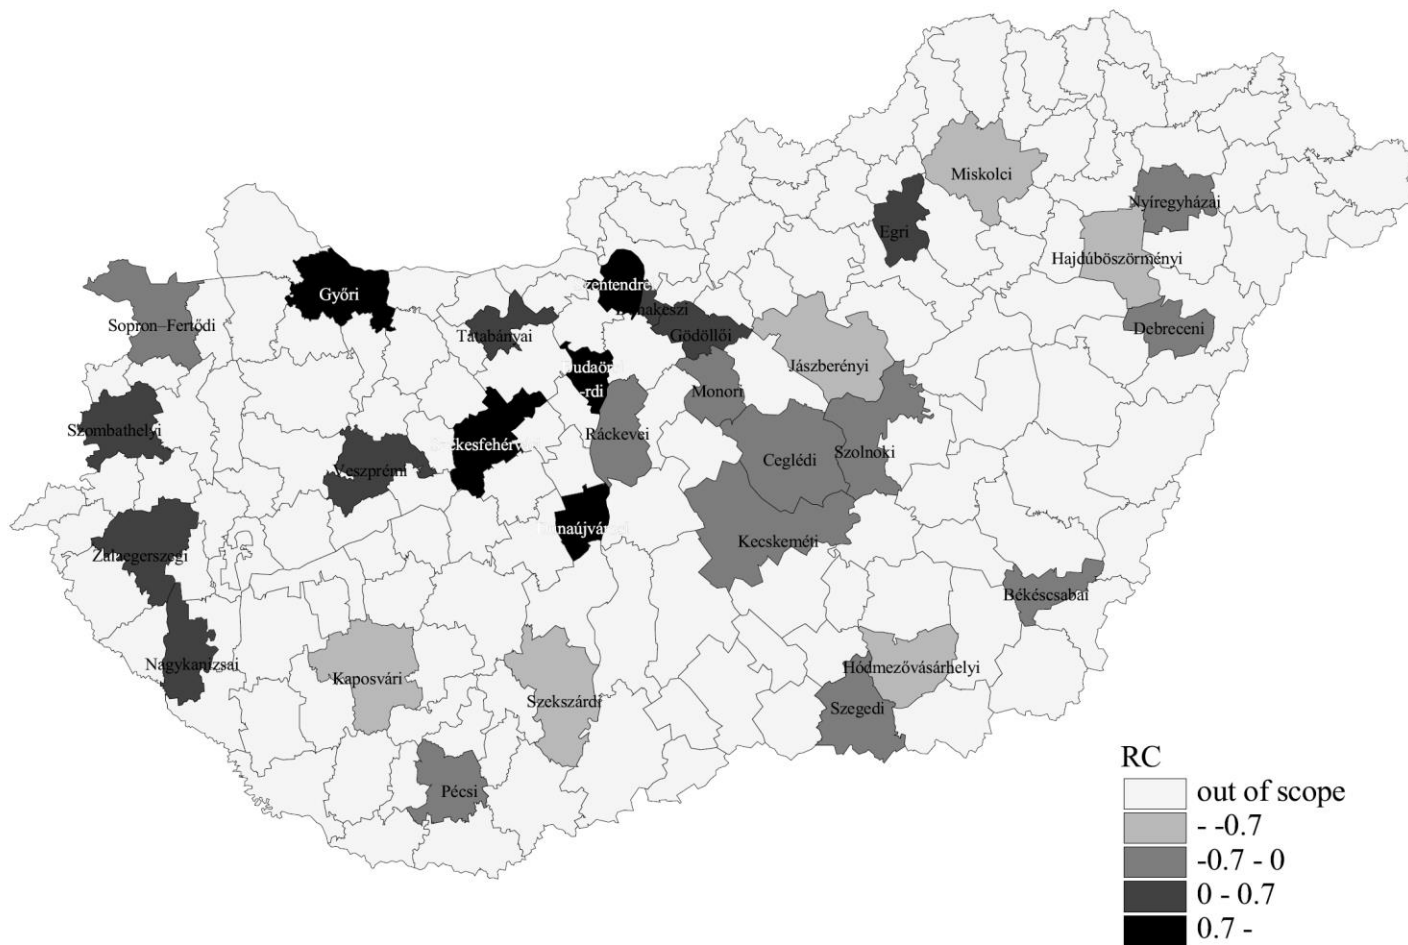 Miskolci
Nyíregyházai
Egri
Hajdúböszörményi
Győri
zentendre
Sopron–Fertődi
Tatabányai
Gödöllői
Debreceni
Jászberényi
Monori
-rdi
Szombathelyi
Ráckevei
Veszprémi
Ceglédi
Szolnoki
Kecskeméti
Zalaegerszegi
Békéscsabai
Nagykanizsai
Kaposvári
Hódmezővásárhelyi
Szekszárdi
Szegedi
Pécsi
RC
out of scope
- -0.7
-0.7 - 0
0 - 0.7
0.7 -